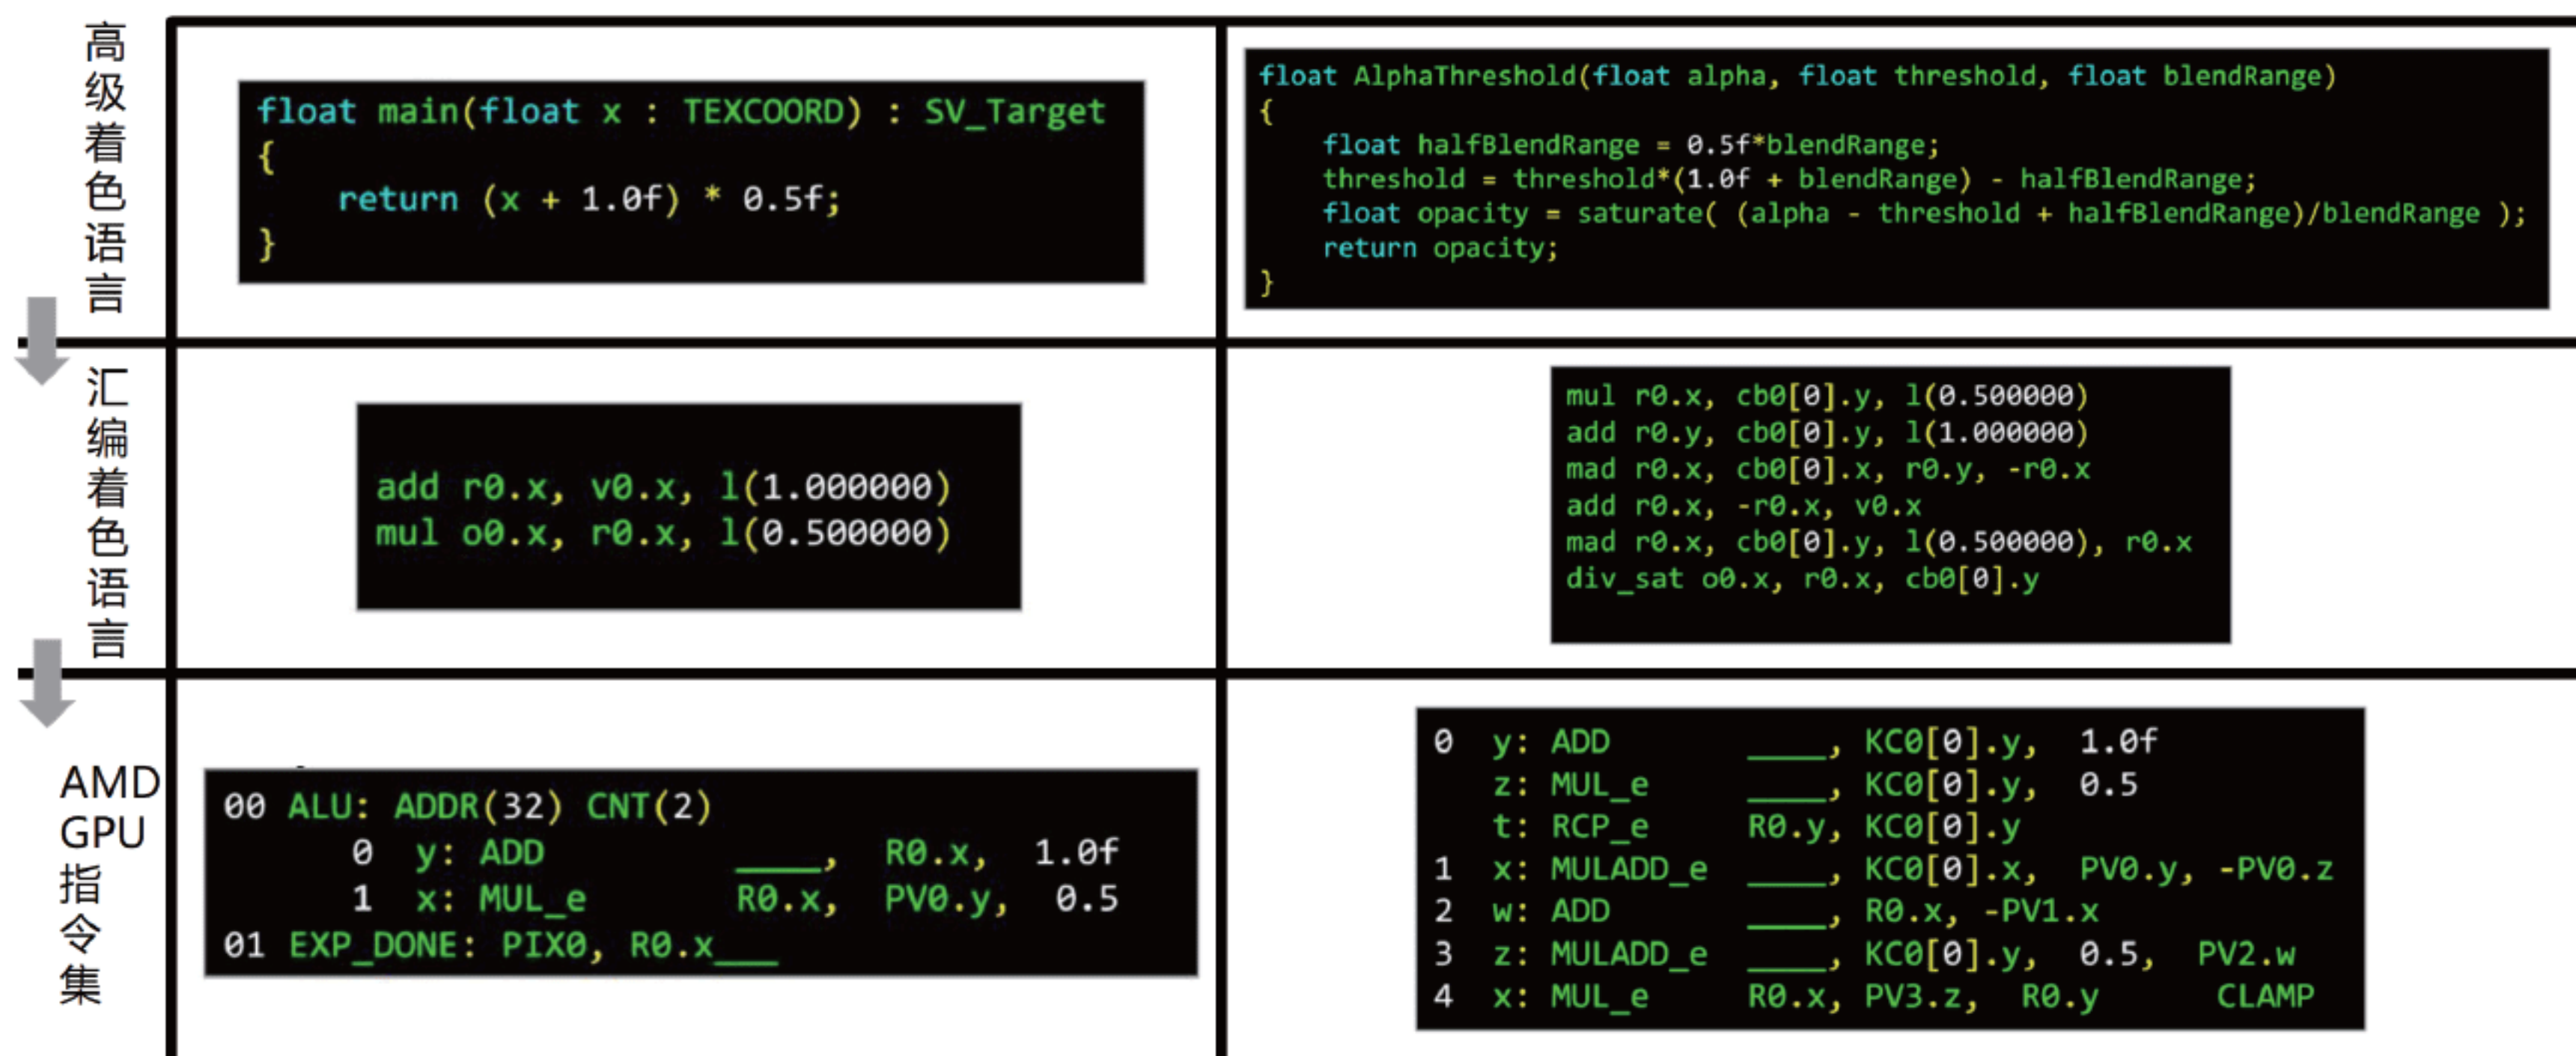 高级着色语言
float main(float x : TEXCOORD) : SV_Target
{
    return (x + 1.0f) * 0.5f;
}
float AlphaThreshold(float alpha, float threshold, float blendRange)
{
    float halfBlendRange = 0.5f*blendRange;
    threshold = threshold*(1.0f + blendRange) - halfBlendRange;
    float opacity = saturate( (alpha - threshold + halfBlendRange)/blendRange );
    return opacity;
}
汇编着色语言
add r0.x, v0.x, l(1.000000)
mul o0.x, r0.x, l(0.500000)
mul r0.x, cb0[0].y, l(0.500000)
add r0.y, cb0[0].y, l(1.000000)
mad r0.x, cb0[0].x, r0.y, -r0.x
add r0.x, -r0.x, v0.x
mad r0.x, cb0[0].y, l(0.500000), r0.x
div_sat o0.x, r0.x, cb0[0].y
AMD
GPU
指令集
00 ALU: ADDR(32) CNT(2)
0 y: ADD ____, R0.x, 1.0f
1 x: MUL_e R0.x, PV0.y, 0.5
01 EXP_DONE: PIX0, R0.x___
0 y: ADD ____, KC0[0].y, 1.0f
z: MUL_e ____, KC0[0].y, 0.5
t: RCP_e R0.y, KC0[0].y
1 x: MULADD_e ____, KC0[0].x, PV0.y, -PV0.z
2 w: ADD ____, R0.x, -PV1.x
3 z: MULADD_e ____, KC0[0].y, 0.5, PV2.w
4 x: MUL_e R0.x, PV3.z, R0.y CLAMP